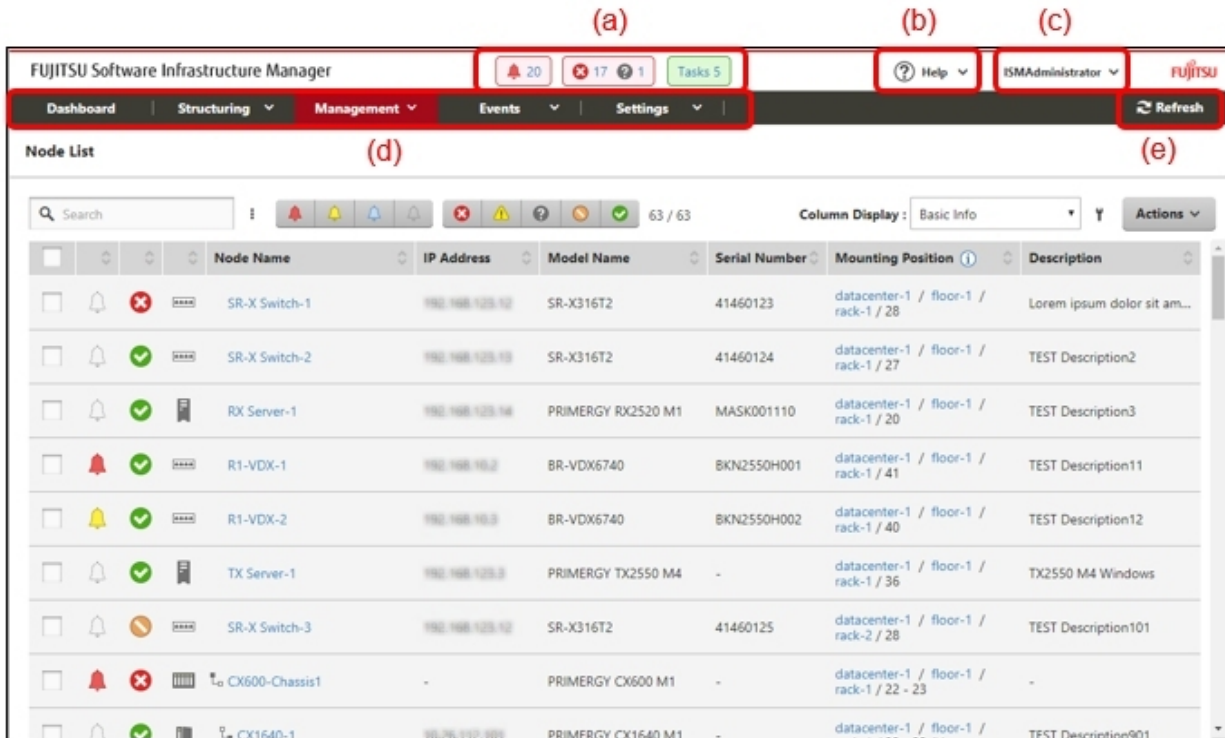 (a) (b) (c)
FUJITSU Software Infrastructure Manager 20 17 1 Tasks 5 Help ISMAdministrator FUJITSU
Dashboard | Structuring Management Events | Settings | Refresh
Node List (d) (e)
Search 63 / 63 Column Display : Basic Info Actions
Node Name IP Address Model Name Serial Number Mounting Position Description
SR-X Switch-1 SR-X316T2 41460123 datacenter-1 / floor-1 / rack-1 / 28 Lorem ipsum dolor sit am...
SR-X Switch-2 SR-X316T2 41460124 datacenter-1 / floor-1 / rack-1 / 27 TEST Description2
RX Server-1 PRIMERGY RX2520 M1 MASK001110 datacenter-1 / floor-1 / rack-1 / 20 TEST Description3
R1-VDX-1 BR-VDX6740 BKN2550H001 datacenter-1 / floor-1 / rack-1 / 41 TEST Description11
R1-VDX-2 BR-VDX6740 BKN2550H002 datacenter-1 / floor-1 / rack-1 / 40 TEST Description12
TX Server-1 PRIMERGY TX2550 M4 - datacenter-1 / floor-1 / rack-1 / 36 TX2550 M4 Windows
SR-X Switch-3 SR-X316T2 41460125 datacenter-1 / floor-1 / rack-2 / 28 TEST Description101
CX600-Chassis1 - PRIMERGY CX600 M1 - datacenter-1 / floor-1 / rack-1 / 22 - 23 -
CX1640-1 PRIMERGY CX1640 M1 - datacenter-1 / floor-1 / TEST Description901